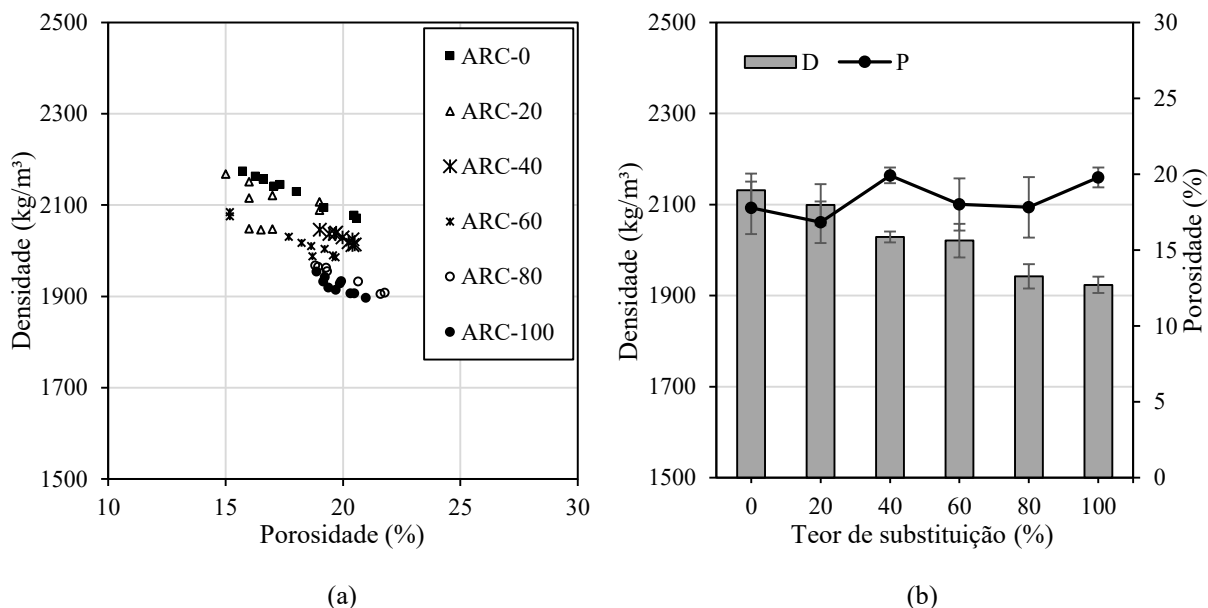 2500
2300
2100
1900
1700
1500
Densidade (kg/m³)
10
15
20
25
30
Porosidade (%)
ARC-0
ARC-20
ARC-40
ARC-60
ARC-80
ARC-100
(a)
2500
2300
2100
1900
1700
1500
Densidade (kg/m³)
D
P
30
25
20
15
10
5
0
Porosidade (%)
0
20
40
60
80
100
Teor de substituição (%)
(b)